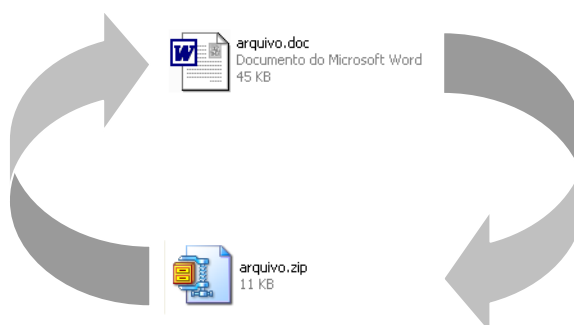 W
arquivo.doc
Documento do Microsoft Word
45 KB
arquivo.zip
11 KB